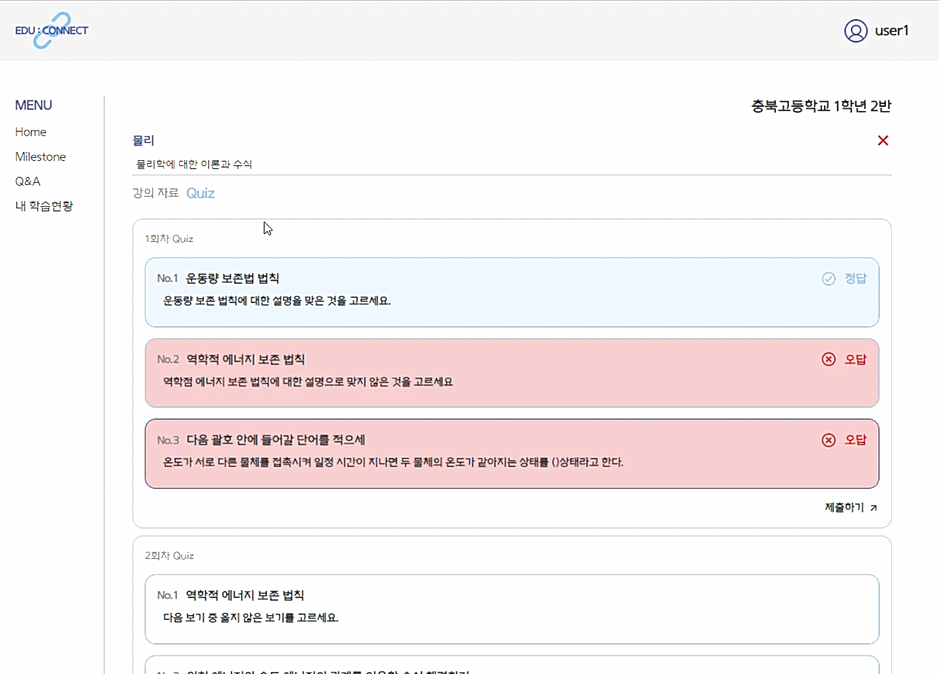 EDU : CONNECT
user1
MENU
Home
Milestone
Q&A
내 학습현황
충북고등학교 1학년 2반
물리
물리학에 대한 이론과 수식
강의 자료 Quiz
1회차 Quiz
No.1 운동량 보존법 법칙
정답
운동량 보존 법칙에 대한 설명을 맞은 것을 고르세요.
No.2 역학적 에너지 보존 법칙
오답
역학점 에너지 보존 법칙에 대한 설명으로 맞지 않은 것을 고르세요
No.3 다음 괄호 안에 들어갈 단어를 적으세
오답
온도가 서로 다른 물체를 접촉시켜 일정 시간이 지나면 두 물체의 온도가 같아지는 상태를 ()상태라고 한다.
제출하기
2회차 Quiz
No.1 역학적 에너지 보존 법칙
다음 보기 중 옳지 않은 보기를 고르세요.